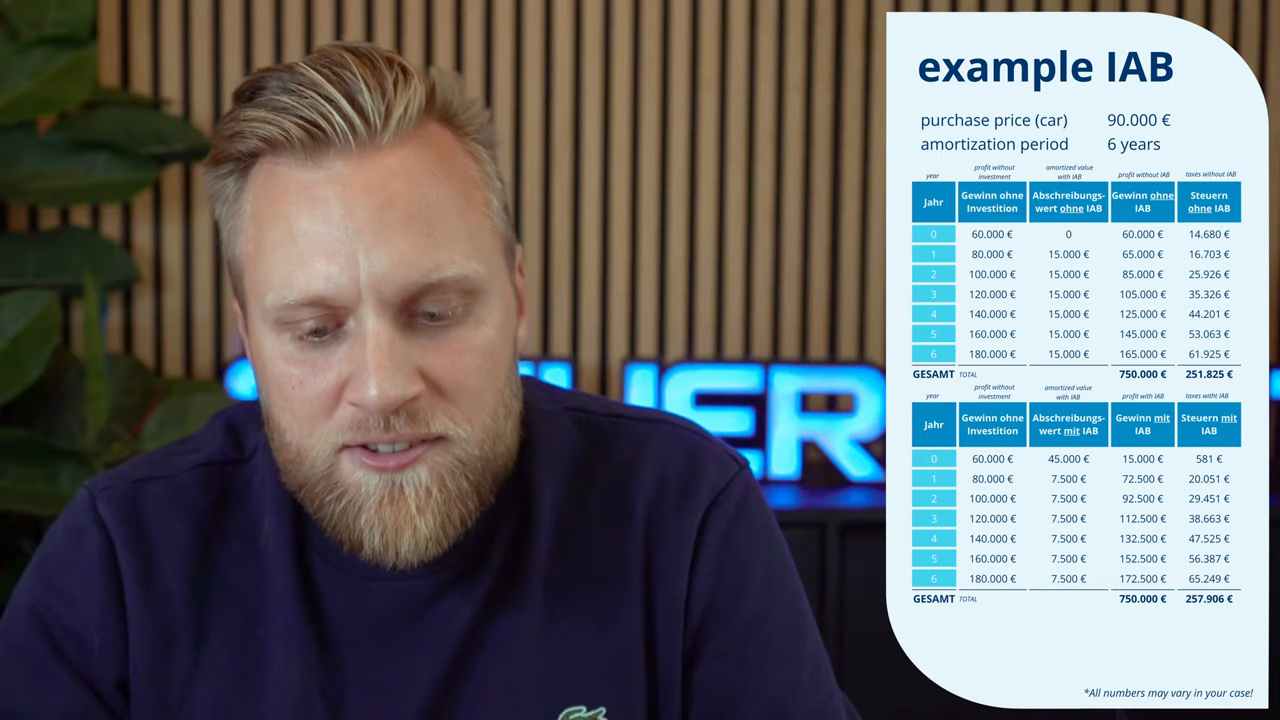 example IAB
purchase price (car) 90.000 €
amortization period 6 years
year profit without investment amortized value with IAB profit without IAB taxes without IAB
Jahr Gewinn ohne Investition Abschreibungs-wert ohne IAB Gewinn ohne IAB Steuern ohne IAB
0 60.000 € 0 60.000 € 14.680 €
1 80.000 € 15.000 € 65.000 € 16.703 €
2 100.000 € 15.000 € 85.000 € 25.926 €
3 120.000 € 15.000 € 105.000 € 35.326 €
4 140.000 € 15.000 € 125.000 € 44.201 €
5 160.000 € 15.000 € 145.000 € 53.063 €
6 180.000 € 15.000 € 165.000 € 61.925 €
GESAMT TOTAL 750.000 € 251.825 €
year profit without investment amortized value with IAB profit with IAB taxes witht IAB
Jahr Gewinn ohne Investition Abschreibungs-wert mit IAB Gewinn mit IAB Steuern mit IAB
0 60.000 € 45.000 € 15.000 € 581 €
1 80.000 € 7.500 € 72.500 € 20.051 €
2 100.000 € 7.500 € 92.500 € 29.451 €
3 120.000 € 7.500 € 112.500 € 38.663 €
4 140.000 € 7.500 € 132.500 € 47.525 €
5 160.000 € 7.500 € 152.500 € 56.387 €
6 180.000 € 7.500 € 172.500 € 65.249 €
GESAMT TOTAL 750.000 € 257.906 €
*All numbers may vary in your case!